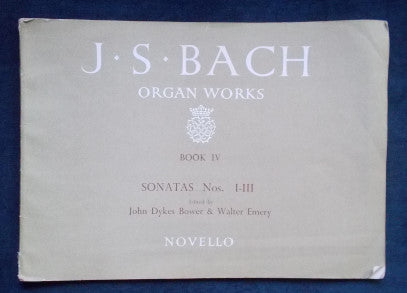 J·S·BACH
ORGAN WORKS
BOOK IV
SONATAS Nos. I-III
Edited by
John Dykes Bower & Walter Emery
NOVELLO